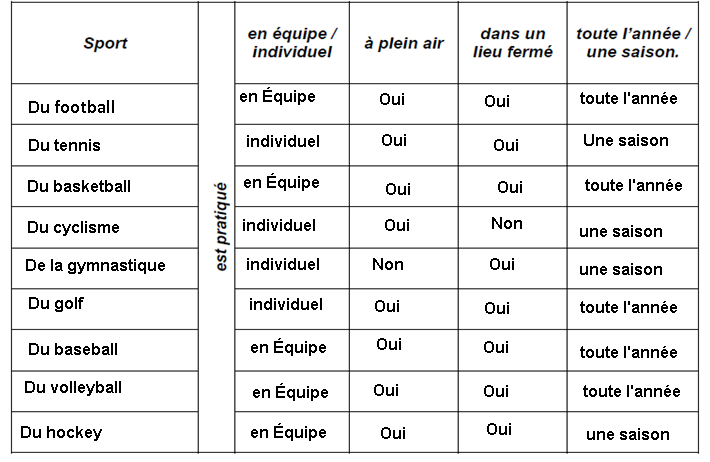 Sport en équipe / individuel à plein air dans un lieu fermé toute l'année / une saison.
est pratiqué
Du football en Équipe Oui Oui toute l'année
Du tennis individuel Oui Oui Une saison
Du basketball en Équipe Oui Oui toute l'année
Du cyclisme individuel Oui Non une saison
De la gymnastique individuel Non Oui une saison
Du golf individuel Oui Oui toute l'année
Du baseball en Équipe Oui Oui toute l'année
Du volleyball en Équipe Oui Oui toute l'année
Du hockey en Équipe Oui Oui une saison